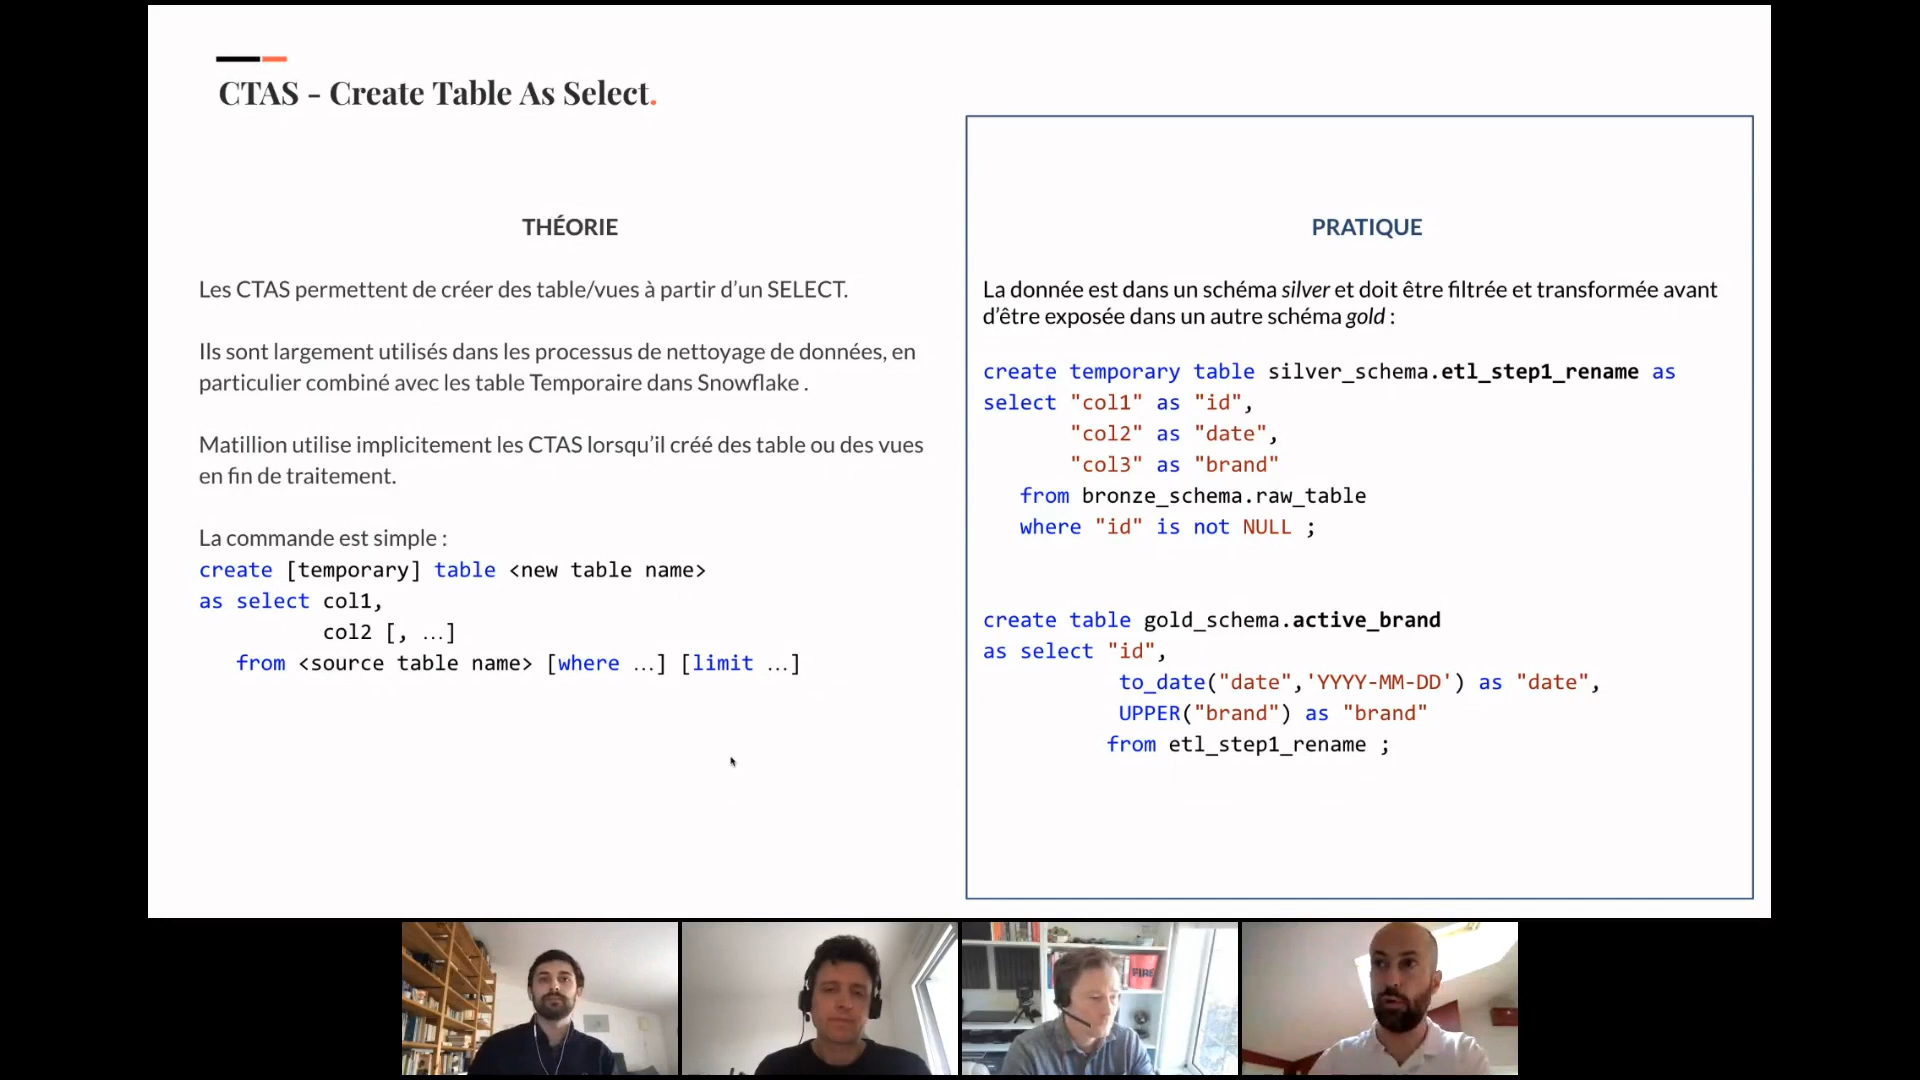 CTAS - Create Table As Select.
THÉORIE
Les CTAS permettent de créer des table/vues à partir d’un SELECT.
Ils sont largement utilisés dans les processus de nettoyage de données, en
particulier combiné avec les table Temporaire dans Snowflake .
Matillion utilise implicitement les CTAS lorsqu’il créé des table ou des vues
en fin de traitement.
La commande est simple :
create [temporary] table <new table name>
as select col1,
col2 [, …]
from <source table name> [where …] [limit …]
PRATIQUE
La donnée est dans un schéma silver et doit être filtrée et transformée avant
d’être exposée dans un autre schéma gold :
create temporary table silver_schema.etl_step1_rename as
select "col1" as "id",
"col2" as "date",
"col3" as "brand"
from bronze_schema.raw_table
where "id" is not NULL ;
create table gold_schema.active_brand
as select "id",
to_date("date",'YYYY-MM-DD') as "date",
UPPER("brand") as "brand"
from etl_step1_rename ;
FIRE